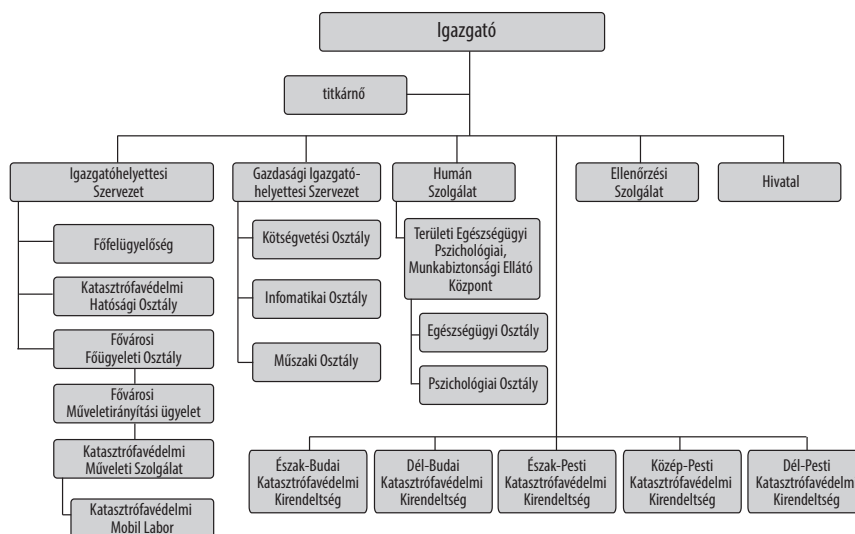 Igazgató
titkárnő
Igazgatóhelyettesi
Szervezet
Gazdasági Igazgató-
helyettesi Szervezet
Humán
Szolgálat
Ellenőrzési
Szolgálat
Hivatal
Főfelügyelőség
Katasztrófavédelmi
Hatósági Osztály
Fővárosi
Főügyeleti Osztály
Fővárosi
Műveletirányítási ügyelet
Katasztrófavédelmi
Műveleti Szolgálat
Katasztrófavédelmi
Mobil Labor
Kötségvetési Osztály
Infomatikai Osztály
Műszaki Osztály
Területi Egészségügyi
Pszichológiai,
Munkabiztonsági Ellátó
Központ
Egészségügyi Osztály
Pszichológiai Osztály
Észak-Budai
Katasztrófavédelmi
Kirendeltség
Dél-Budai
Katasztrófavédelmi
Kirendeltség
Észak-Pesti
Katasztrófavédelmi
Kirendeltség
Közép-Pesti
Katasztrófavédelmi
Kirendeltség
Dél-Pesti
Katasztrófavédelmi
Kirendeltség